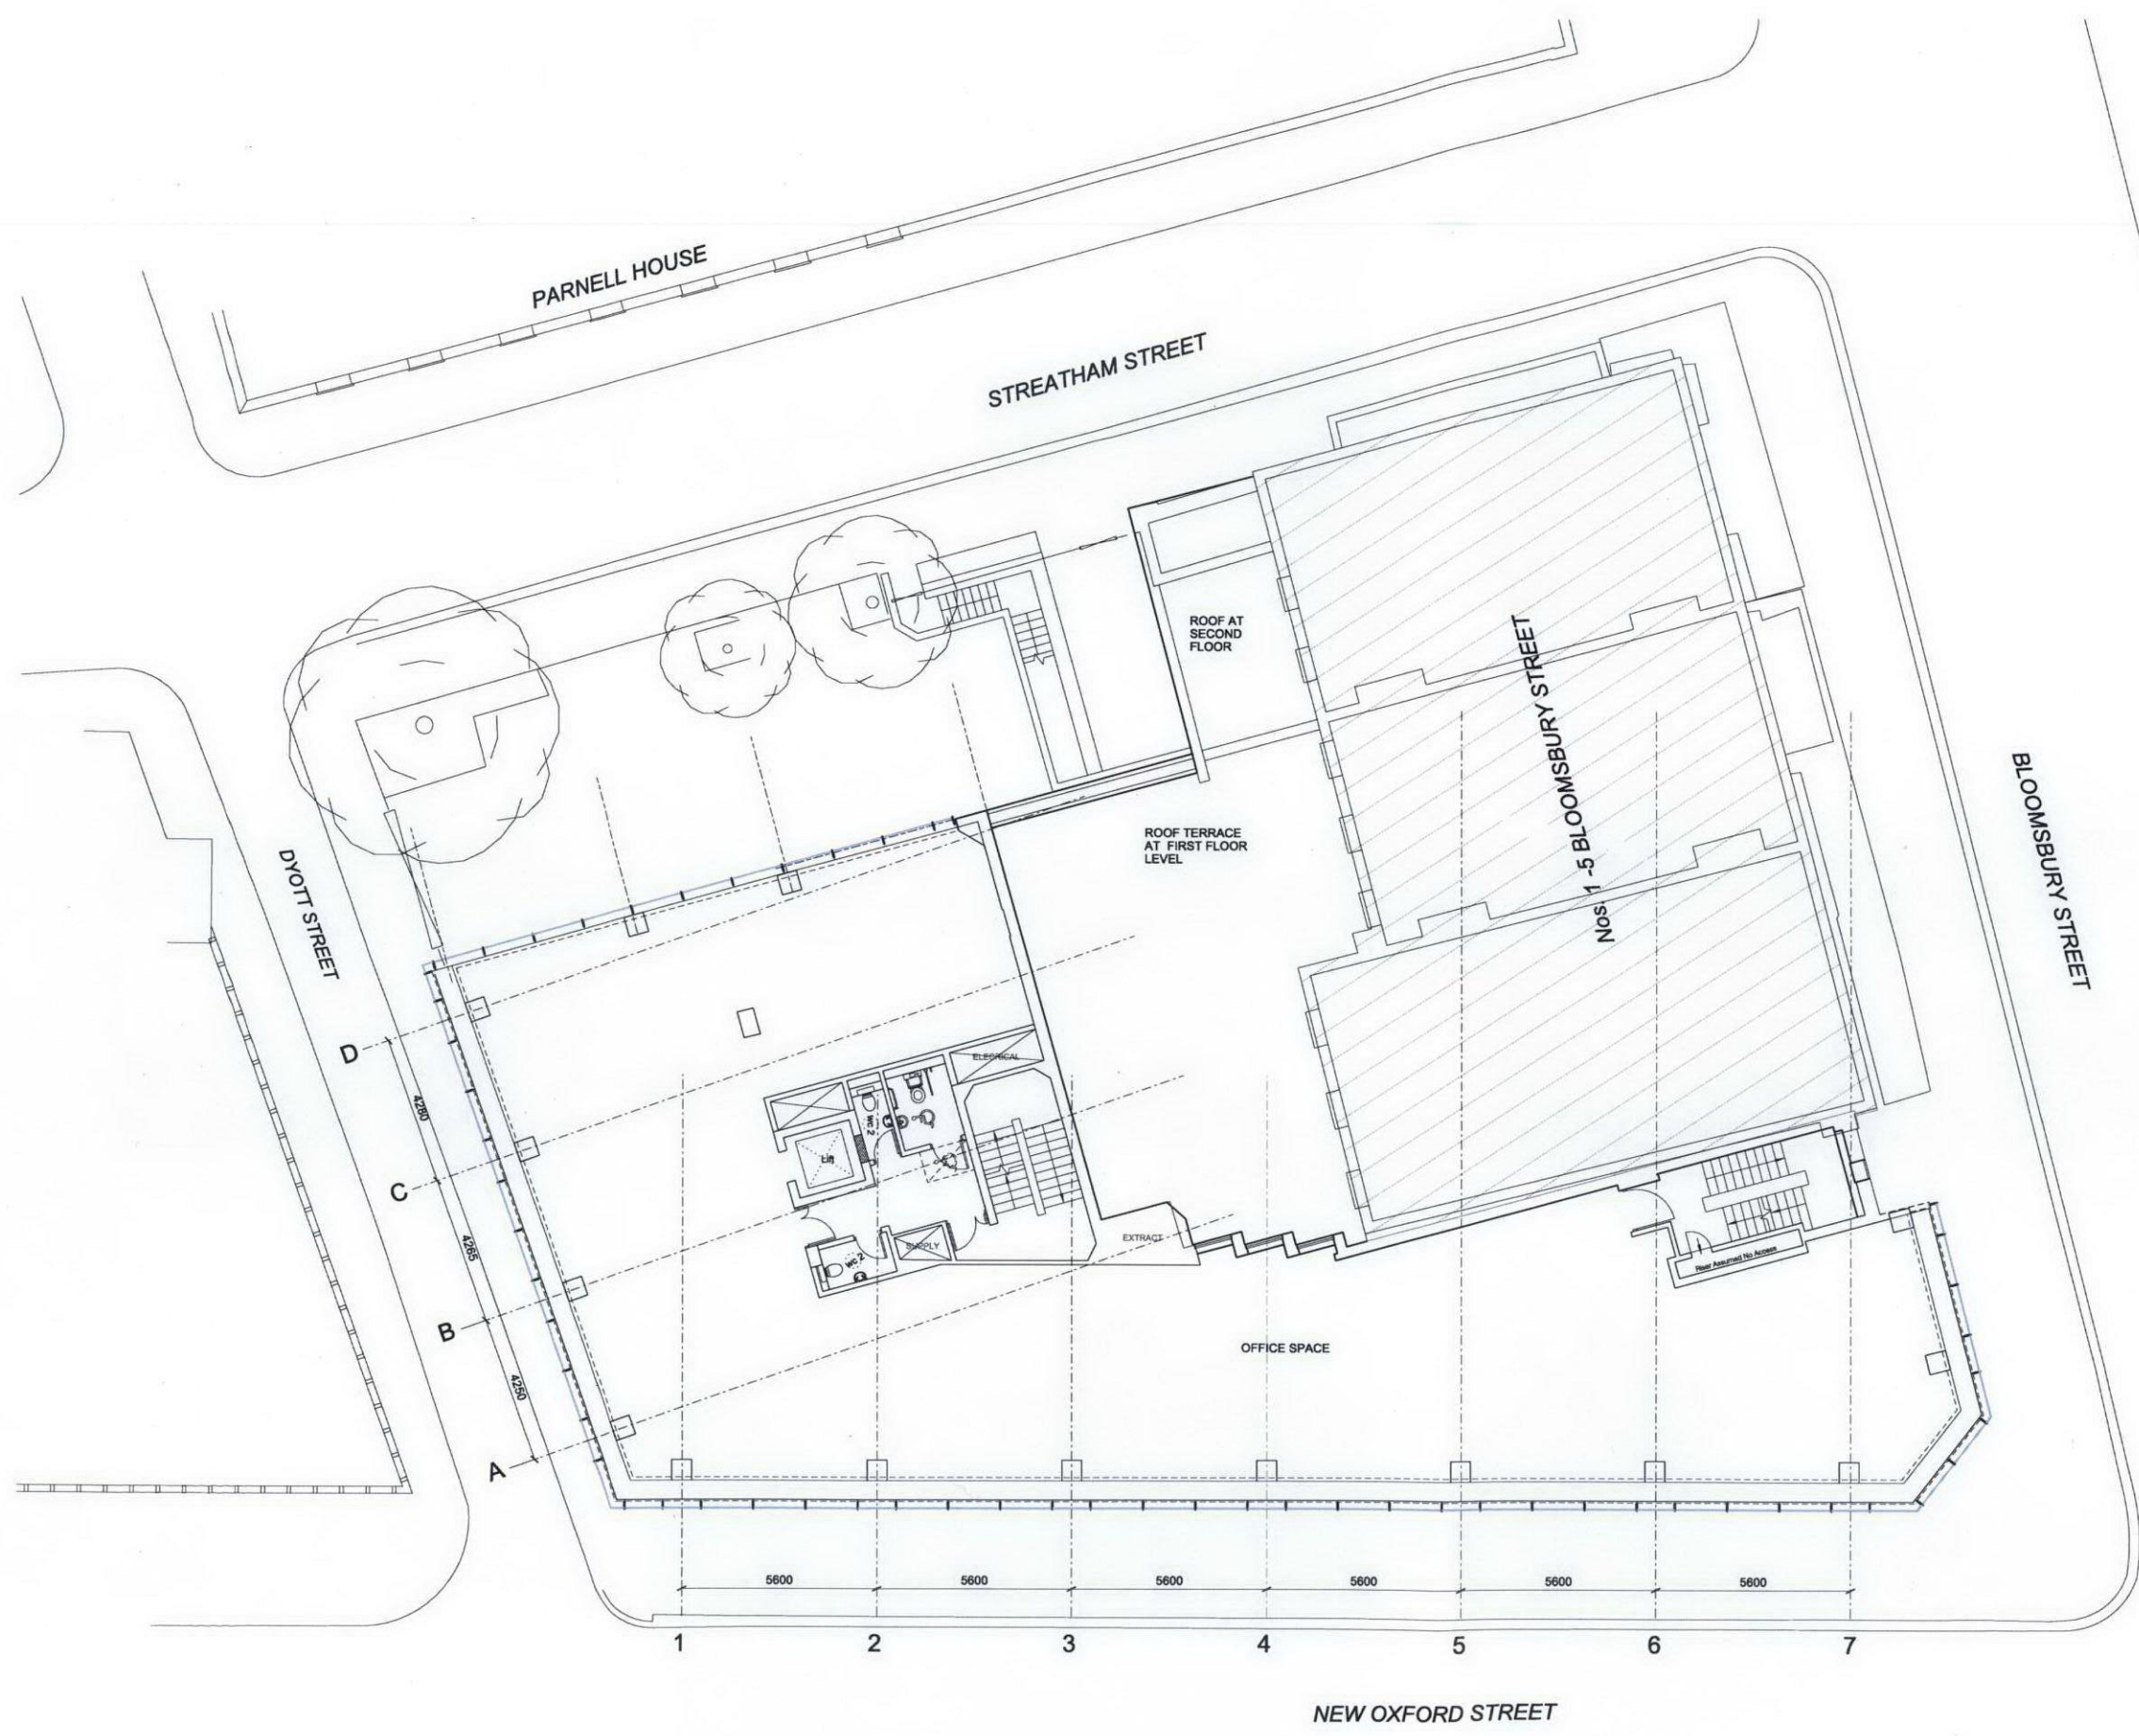 PARNELL HOUSE
STREATHAM STREET
ROOF AT
SECOND
FLOOR
Nos. 1 -5 BLOOMSBURY STREET
BLOOMSBURY STREET
ROOF TERRACE
AT FIRST FLOOR
LEVEL
DYOTT STREET
D
4280
C
4265
B
4250
A
ELECRICAL
WC 2
Lift
SUPPLY
WC 2
EXTRACT
Riser Assumed No Access
OFFICE SPACE
5600
5600
5600
5600
5600
5600
1
2
3
4
5
6
7
NEW OXFORD STREET